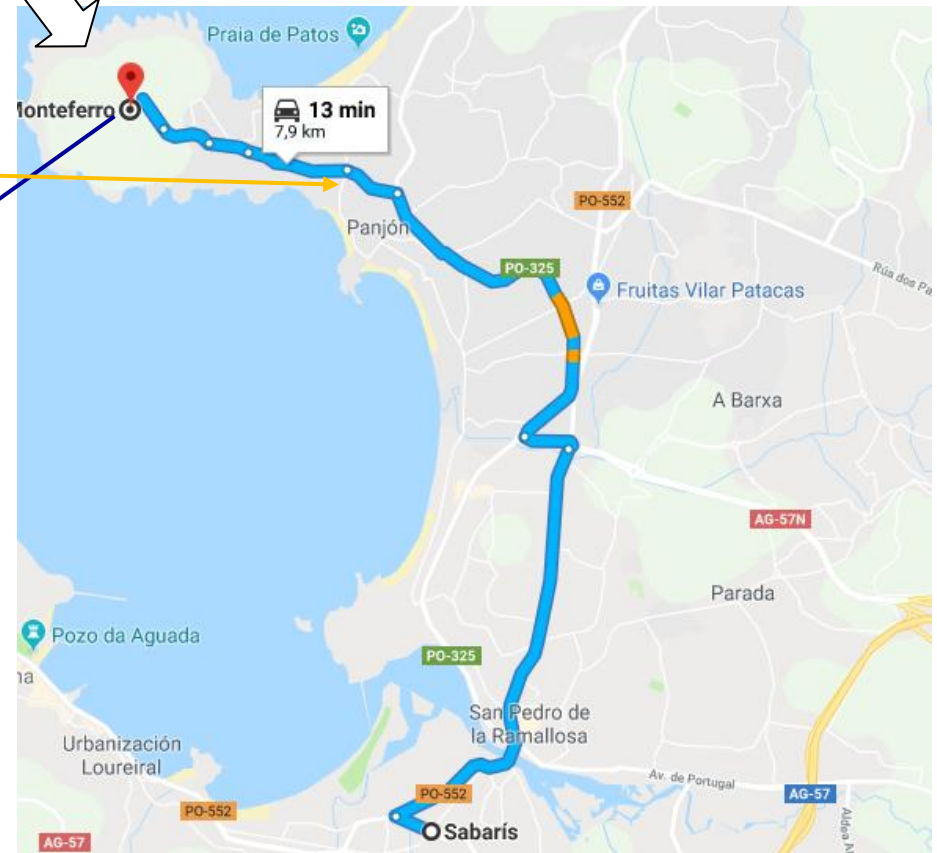 Praia de Patos
Monteferro
13 min
7,9 km
PO-552
Panjón
PO-325
Rúa dos Pa
Fruitas Vilar Patacas
A Barxa
AG-57N
Parada
Pozo da Aguada
PO-325
na
San Pedro de
la Ramallosa
Urbanización
Loureiral
Av. de Portugal
PO-552
AG-57
PO-552
Sabarís
AG-57
Aldea A